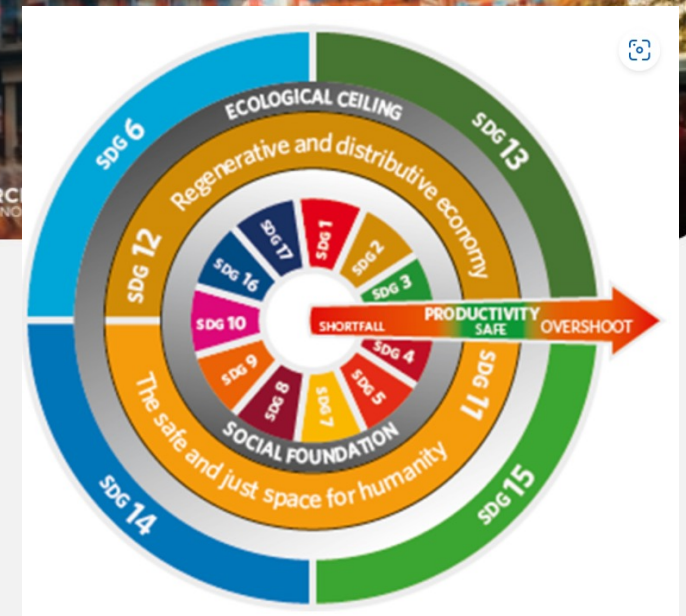 ECOLOGICAL CEILING
Regenerative and distributive economy
SDG 6
SDG 13
SDG 12
SDG 17
SDG 1
SDG 2
SDG 16
SDG 3
SDG 10
SHORTFALL
PRODUCTIVITY
SAFE
OVERSHOOT
SDG 9
SDG 4
SDG 8
SDG 7
SDG 5
SDG 11
SOCIAL FOUNDATION
The safe and just space for humanity
SDG 14
SDG 15